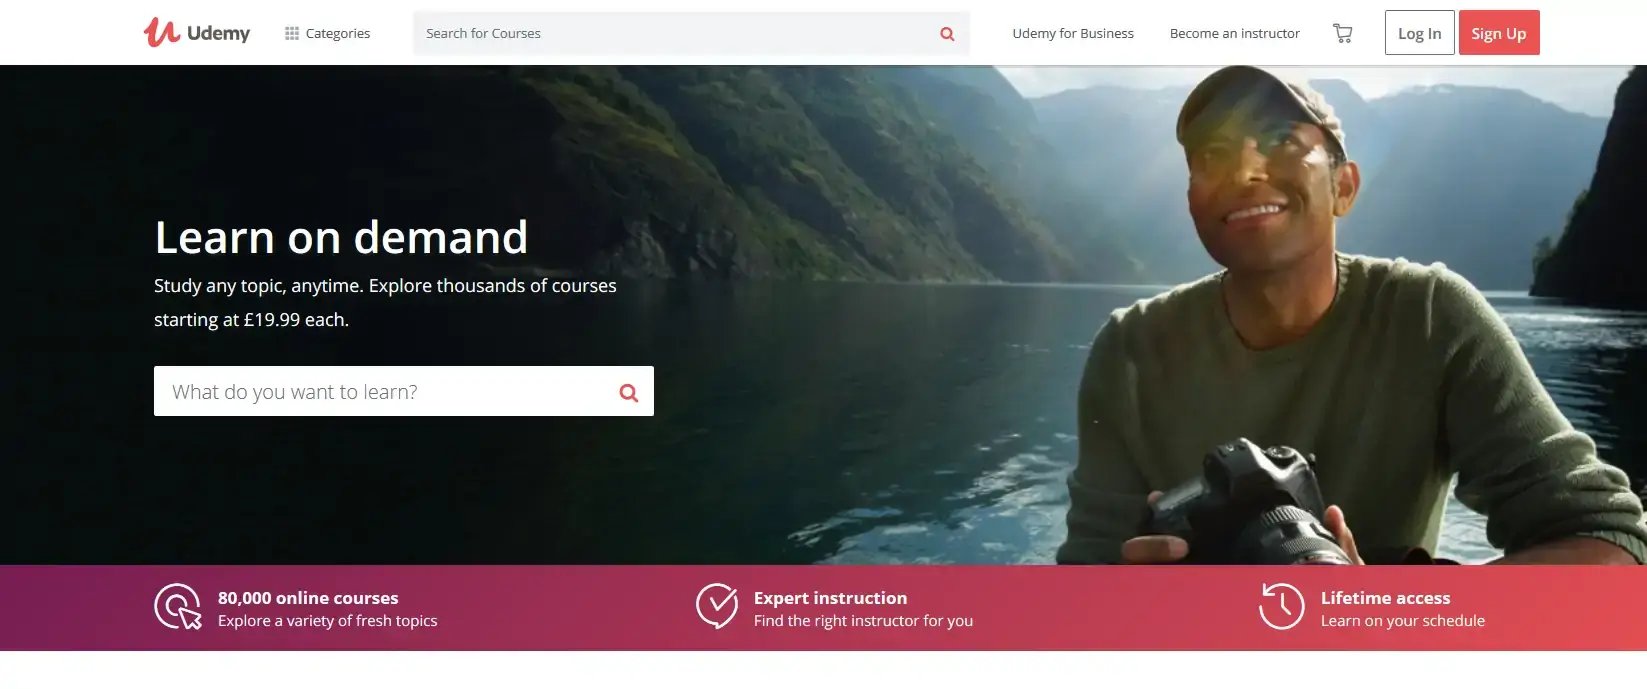 Udemy
Categories
Search for Courses
Udemy for Business
Become an instructor
Log In
Sign Up
Learn on demand
Study any topic, anytime. Explore thousands of courses
starting at £19.99 each.
What do you want to learn?
80,000 online courses
Explore a variety of fresh topics
Expert instruction
Find the right instructor for you
Lifetime access
Learn on your schedule